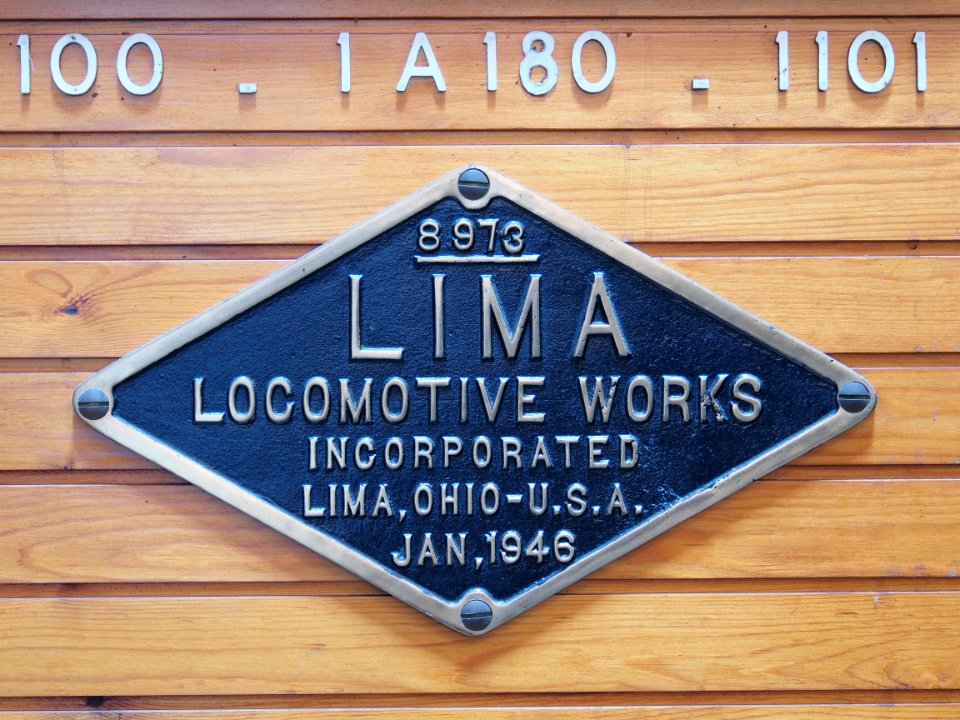 100 - 1A180 - 1101
8973
LIMA
LOCOMOTIVE WORKS
INCORPORATED
LIMA, OHIO-U.S.A.
JAN, 1946